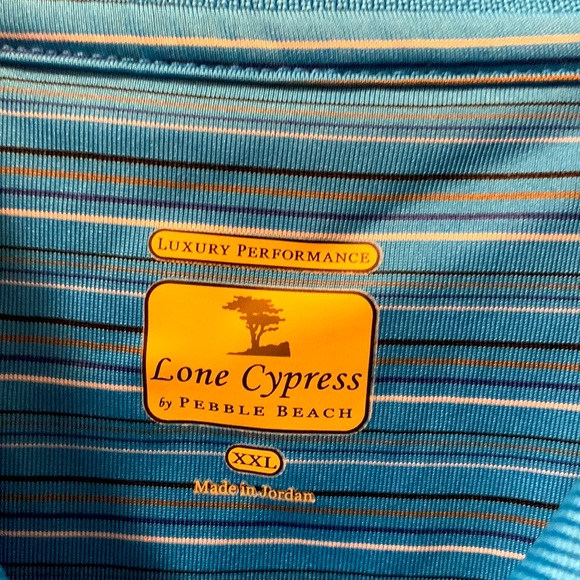 LUXURY PERFORMANCE
Lone Cypress
by PEBBLE BEACH
XXL
Made in Jordan